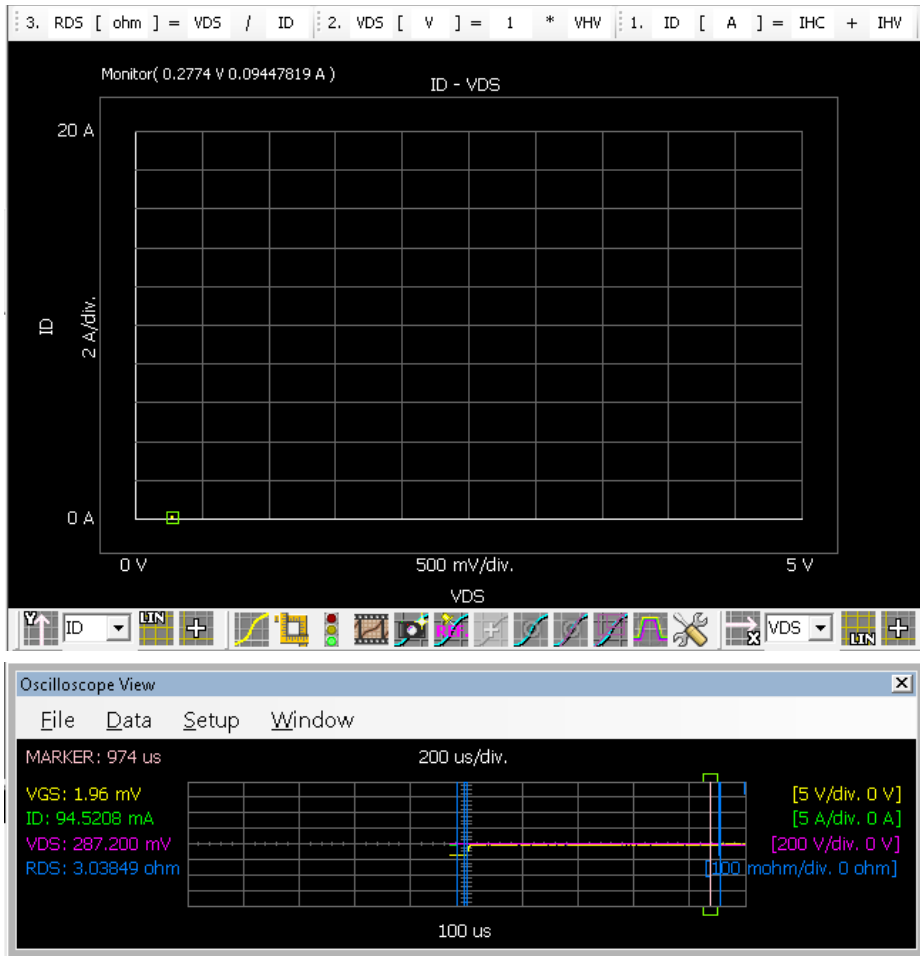 3. RDS [ ohm ] = VDS / ID 2. VDS [ V ] = 1 * VHV 1. ID [ A ] = IHC + IHV
Monitor( 0.2774 V 0.09447819 A )
ID - VDS
20 A
ID
2 A/div.
0 A
0 V 500 mV/div. 5 V
VDS
Y ID LIN REF. X VDS LIN
Oscilloscope View
File Data Setup Window
MARKER: 974 us 200 us/div.
VGS: 1.96 mV [5 V/div. 0 V]
ID: 94.5208 mA [5 A/div. 0 A]
VDS: 287.200 mV [200 V/div. 0 V]
RDS: 3.03849 ohm [100 mohm/div. 0 ohm]
100 us